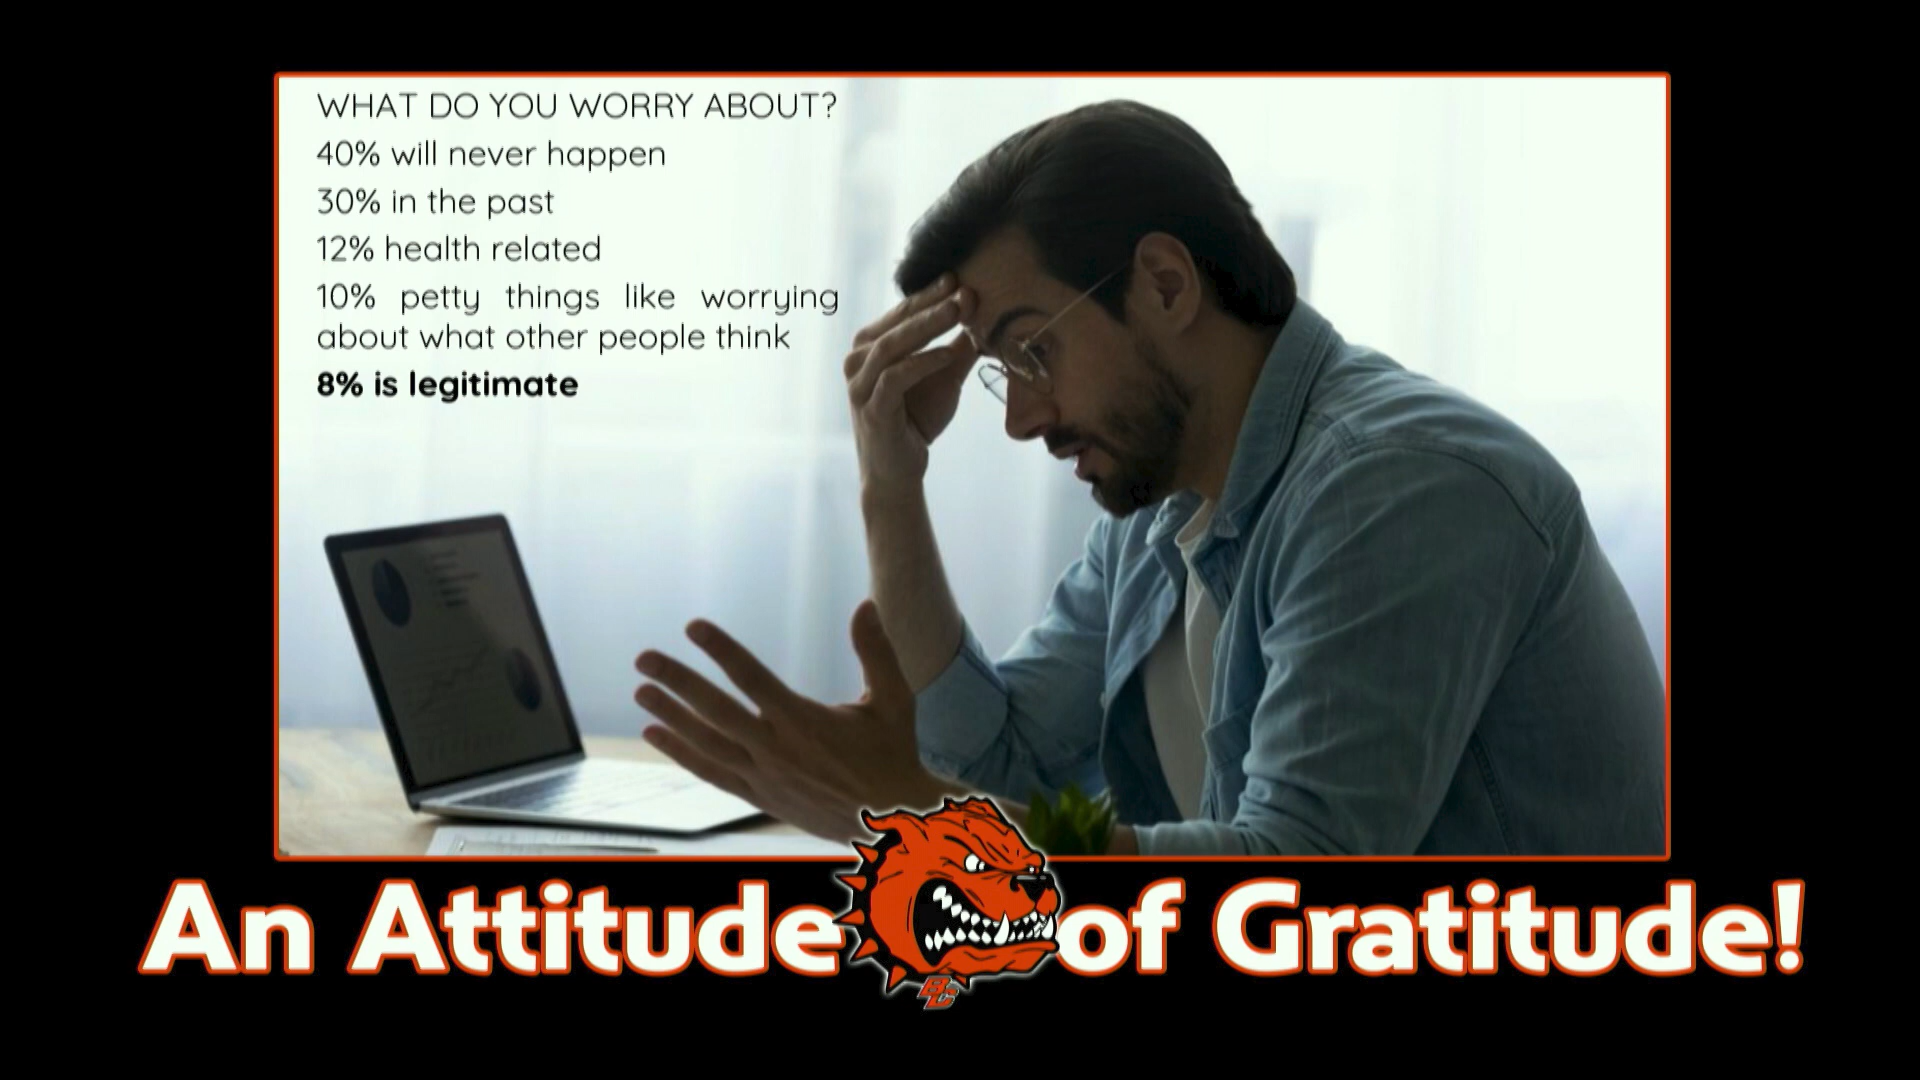 WHAT DO YOU WORRY ABOUT?
40% will never happen
30% in the past
12% health related
10% petty things like worrying
about what other people think
8% is legitimate
An Attitude of Gratitude!
BC